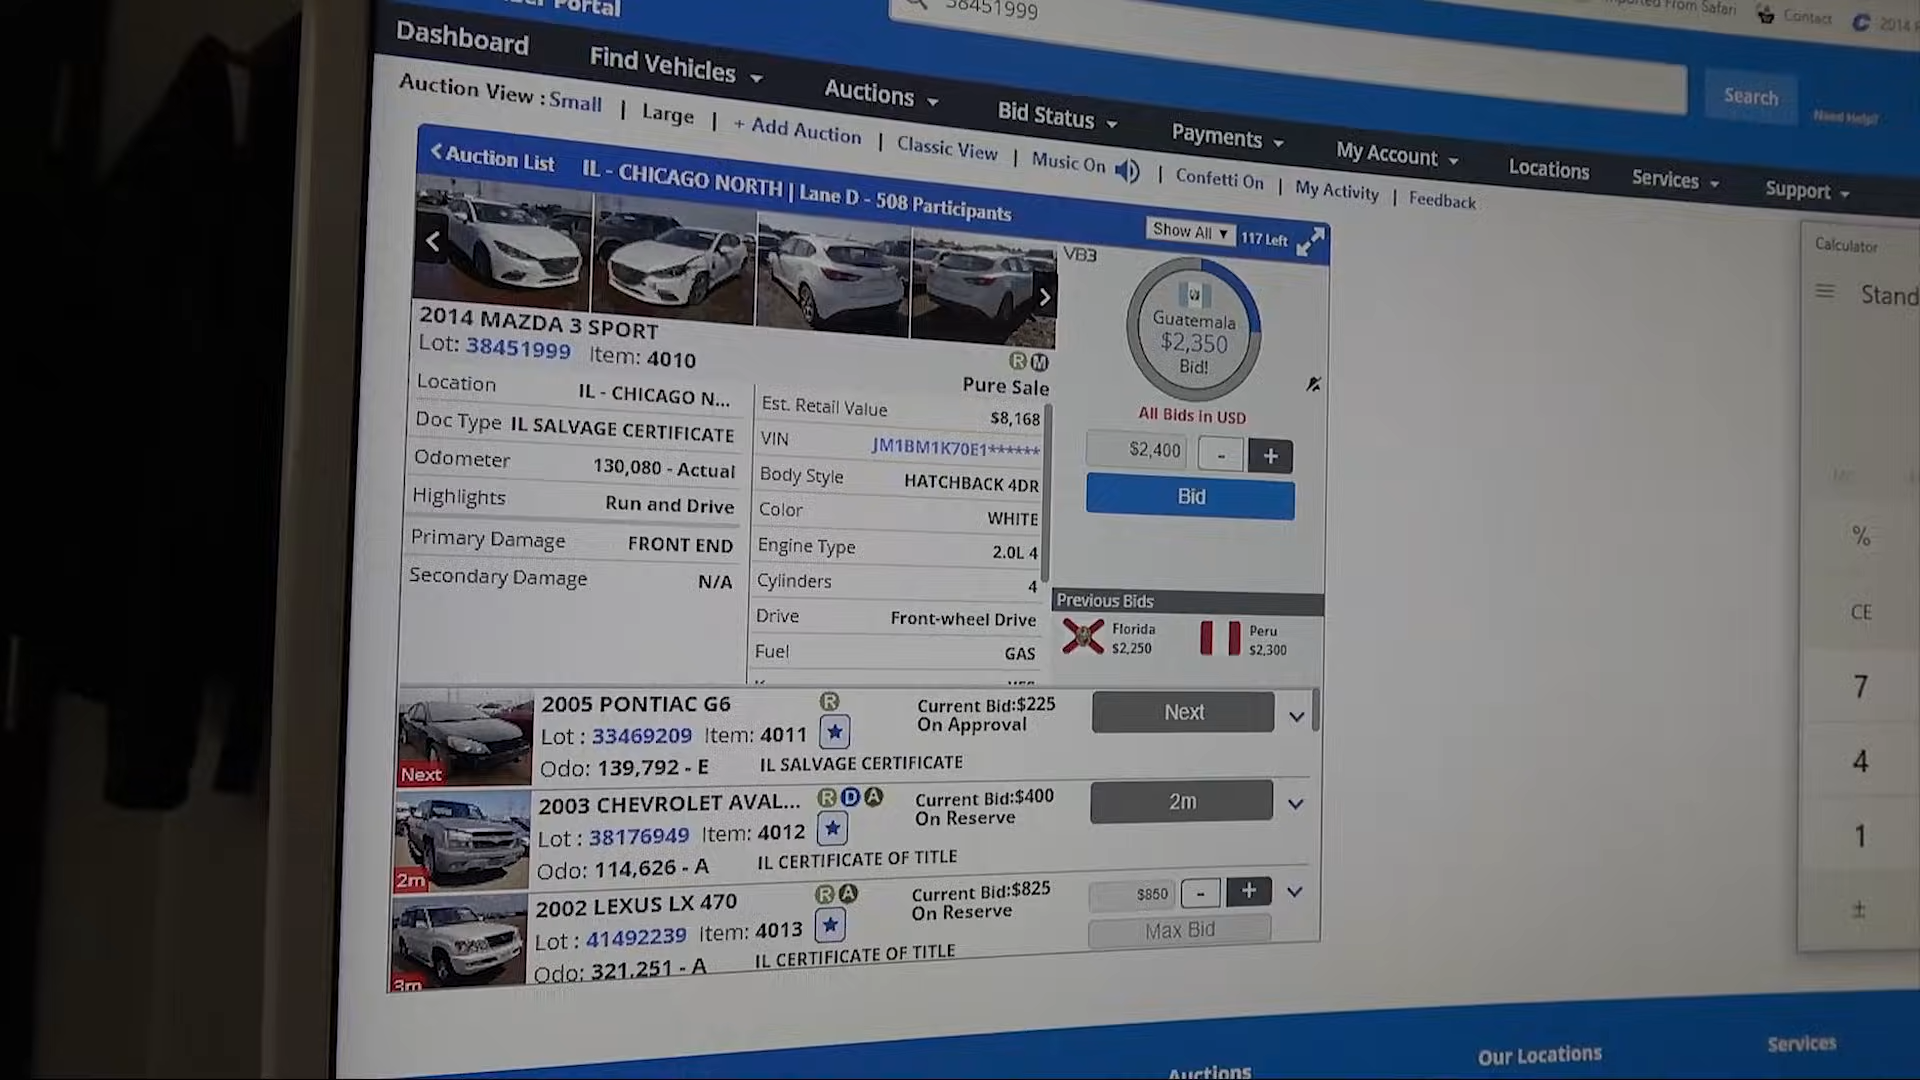 Portal
38451999
Imported From Safari
Contact
2014
Search
Need Help?
Dashboard
Find Vehicles
Auctions
Bid Status
Payments
My Account
Locations
Services
Support
Auction View : Small | Large | + Add Auction | Classic View | Music On | Confetti On | My Activity | Feedback
Auction List
IL - CHICAGO NORTH | Lane D - 508 Participants
Show All
117 Left
VB3
2014 MAZDA 3 SPORT
Lot: 38451999 Item: 4010
R M
Pure Sale
Location IL - CHICAGO N...
Doc Type IL SALVAGE CERTIFICATE
Odometer 130,080 - Actual
Highlights Run and Drive
Primary Damage FRONT END
Secondary Damage N/A
Est. Retail Value $8,168
VIN JM1BM1K70E1******
Body Style HATCHBACK 4DR
Color WHITE
Engine Type 2.0L 4
Cylinders 4
Drive Front-wheel Drive
Fuel GAS
Guatemala
$2,350
Bid!
All Bids in USD
$2,400 - +
Bid
Previous Bids
Florida
$2,250
Peru
$2,300
2005 PONTIAC G6 R
Lot : 33469209 Item: 4011
Odo: 139,792 - E IL SALVAGE CERTIFICATE
Current Bid:$225
On Approval
Next
Next
2003 CHEVROLET AVAL... R D A
Lot : 38176949 Item: 4012
Odo: 114,626 - A IL CERTIFICATE OF TITLE
Current Bid:$400
On Reserve
2m
2m
2002 LEXUS LX 470 R A
Lot : 41492239 Item: 4013
Odo: 321,251 - A IL CERTIFICATE OF TITLE
Current Bid:$825
On Reserve
$850 - +
Max Bid
3m
Calculator
Stand
%
CE
7
4
1
±
Auctions
Our Locations
Services